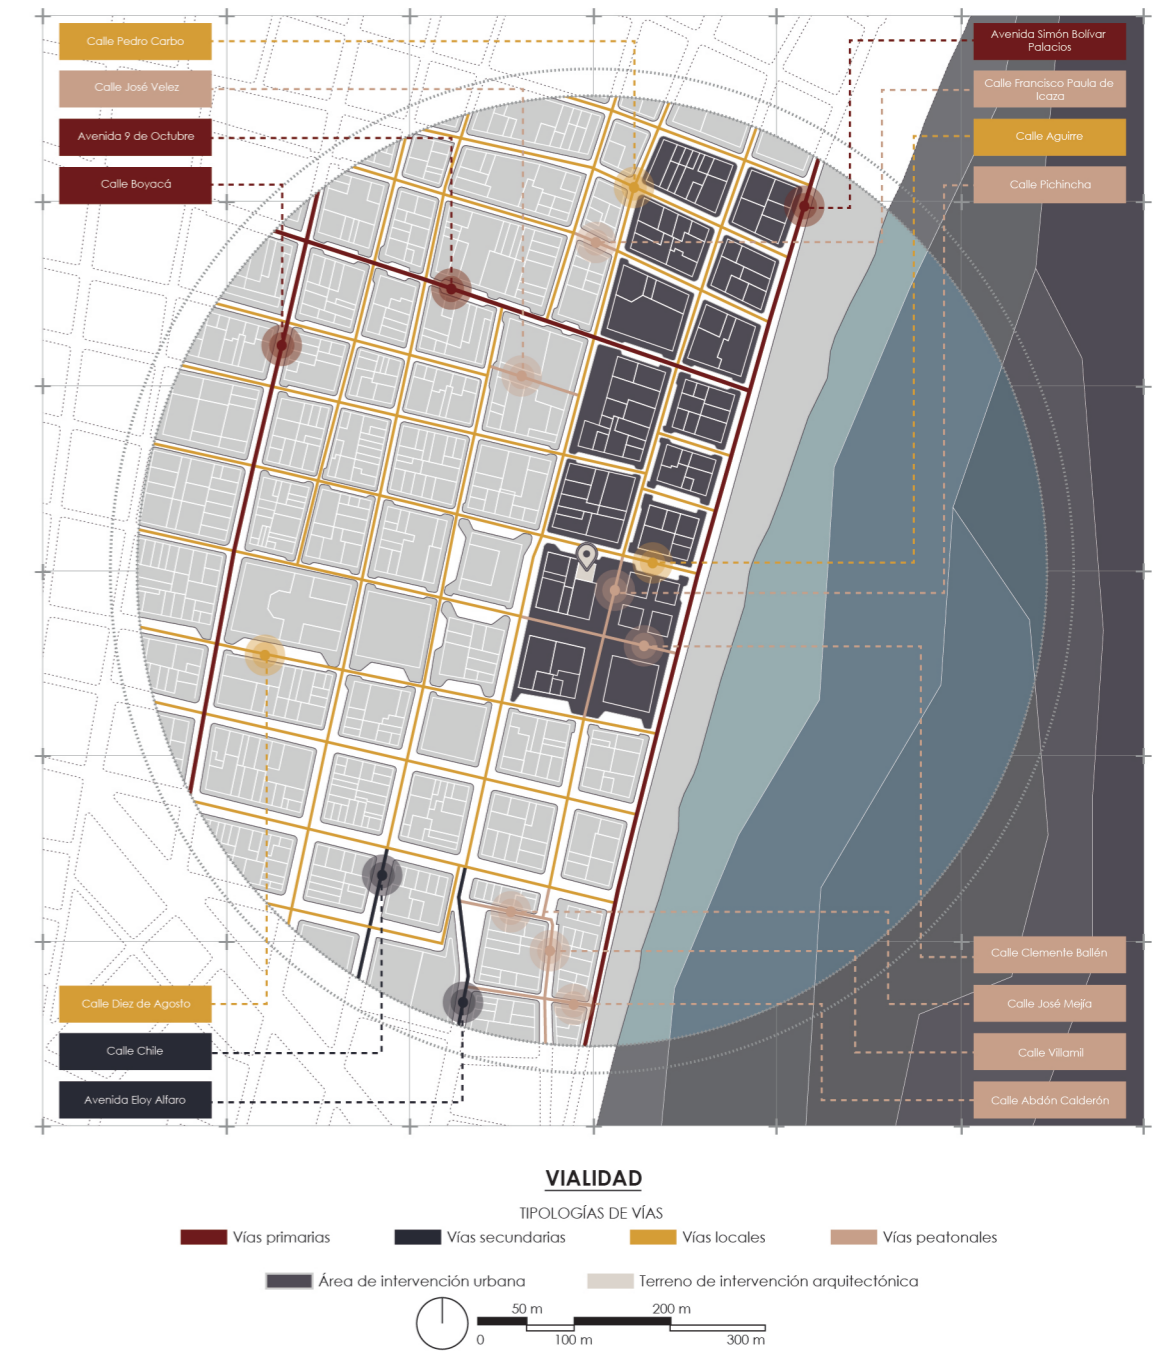 Calle Pedro Carbo
Calle José Velez
Avenida 9 de Octubre
Calle Boyacá
Avenida Simón Bolívar
Palacios
Calle Francisco Paula de
Icaza
Calle Aguirre
Calle Pichincha
Calle Diez de Agosto
Calle Chile
Avenida Eloy Alfaro
Calle Clemente Ballén
Calle José Mejía
Calle Villamil
Calle Abdón Calderón
VIALIDAD
TIPOLOGÍAS DE VÍAS
Vías primarias
Vías secundarias
Vías locales
Vías peatonales
Área de intervención urbana
Terreno de intervención arquitectónica
50 m
200 m
0
100 m
300 m